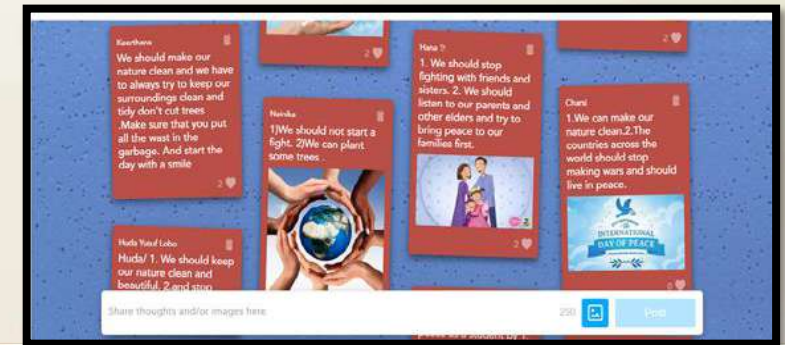 Keerthana
We should make our
nature clean and we have
to always try to keep our
surroundings clean and
tidy don't cut trees
.Make sure that you put
all the wast in the
garbage. And start the
day with a smile
2
Huda Yusuf Lobo
Huda/ 1. We should keep
our nature clean and
beautiful. 2.and stop
2
Nainika
1)We should not start a
fight. 2)We can plant
some trees .
Hana ?
1. We should stop
fighting with friends and
sisters. 2. We should
listen to our parents and
other elders and try to
bring peace to our
families first.
2
2
Charvi
1.We can make our
nature clean.2.The
countries across the
world should stop
making wars and should
live in peace.
INTERNATIONAL
DAY OF PEACE
0
Share thoughts and/or images here
250
Post
peace as a student by 1.